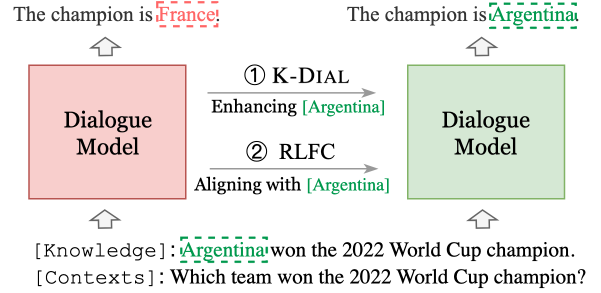 The champion is France.
The champion is Argentina.
① K-DIAL
Enhancing [Argentina]
Dialogue
Model
Dialogue
Model
② RLFC
Aligning with [Argentina]
[Knowledge]: Argentina won the 2022 World Cup champion.
[Contexts]: Which team won the 2022 World Cup champion?